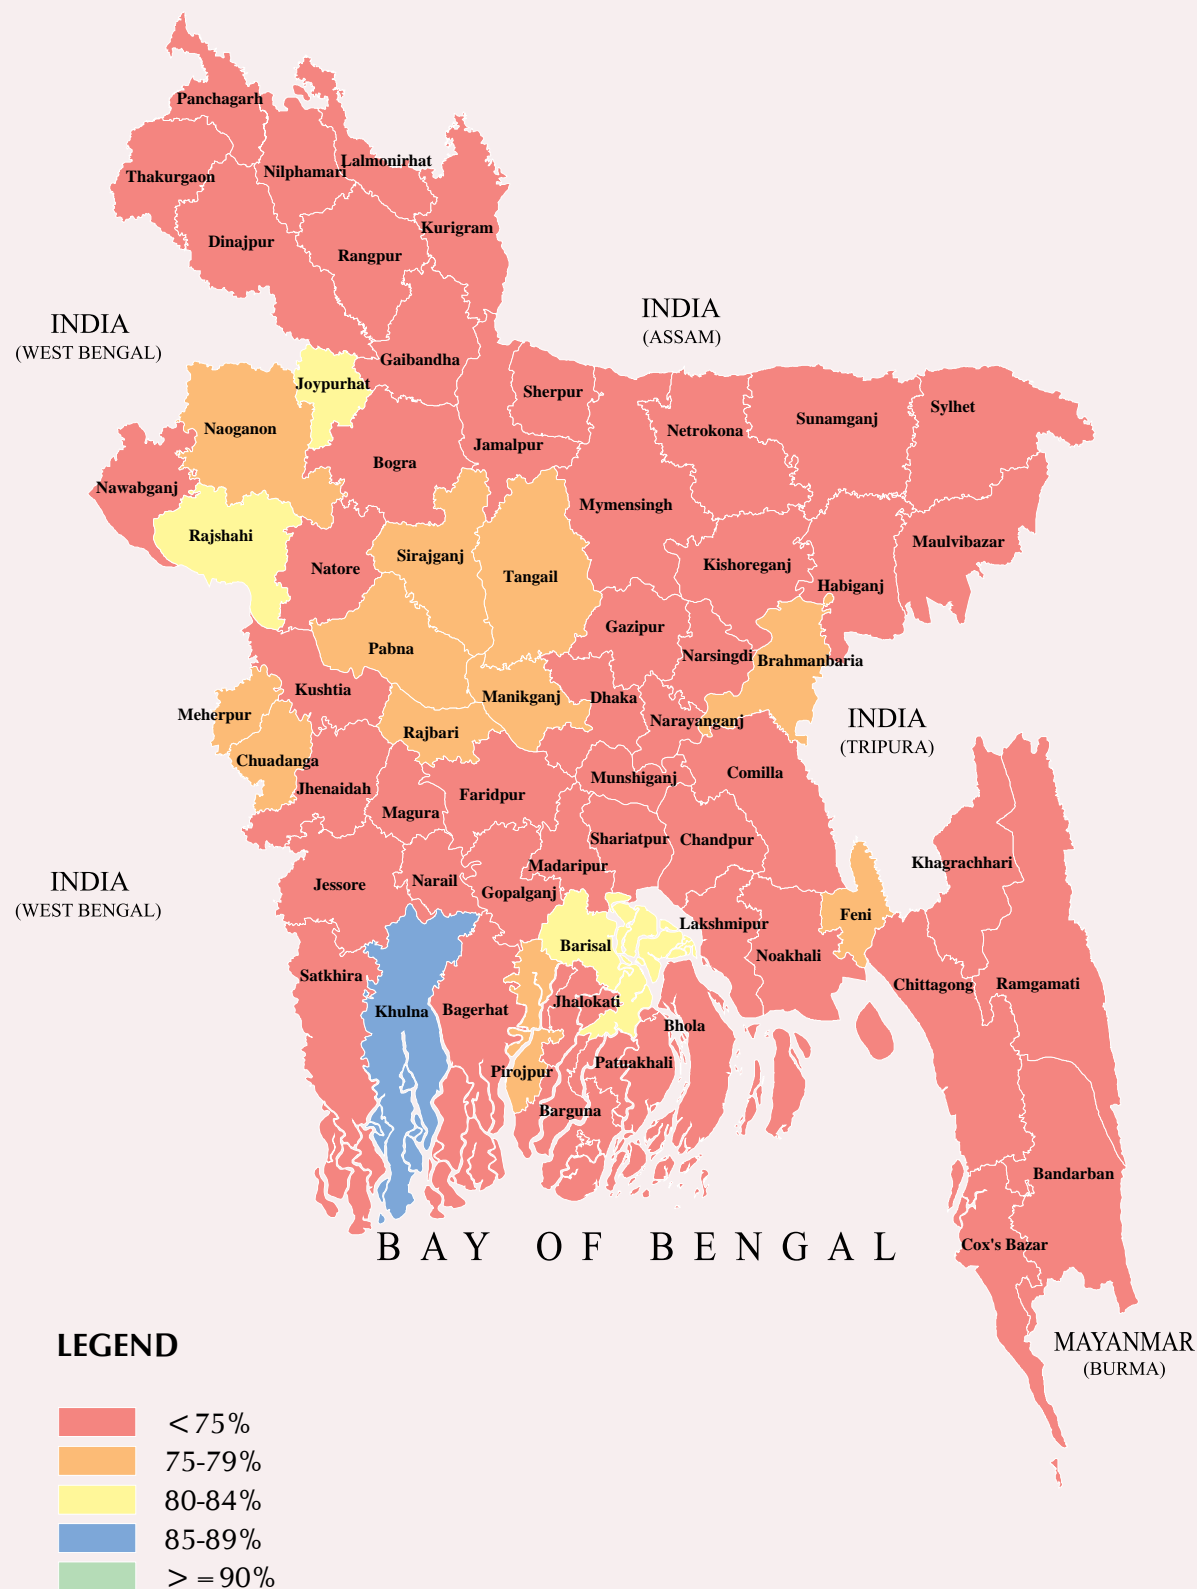 Panchagarh
Lalmonirhat
Thakurgaon
Nilphamari
Kurigram
Dinajpur
Rangpur
INDIA
(WEST BENGAL)
INDIA
(ASSAM)
Gaibandha
Joypurhat
Sherpur
Sylhet
Sunamganj
Naoganon
Netrokona
Jamalpur
Bogra
Nawabganj
Mymensingh
Rajshahi
Maulvibazar
Sirajganj
Kishoreganj
Natore
Tangail
Habiganj
Gazipur
Pabna
Narsingdi
Brahmanbaria
Kushtia
Manikganj
Dhaka
Meherpur
Narayanganj
INDIA
(TRIPURA)
Rajbari
Chuadanga
Comilla
Munshiganj
Jhenaidah
Faridpur
Magura
Shariatpur
Chandpur
Khagrachhari
Madaripur
INDIA
(WEST BENGAL)
Jessore
Narail
Gopalganj
Feni
Lakshmipur
Barisal
Noakhali
Satkhira
Chittagong
Ramgamati
Jhalokati
Khulna
Bagerhat
Bhola
Patuakhali
Pirojpur
Barguna
Bandarban
BAY OF BENGAL
Cox's Bazar
MAYANMAR
(BURMA)
LEGEND
<75%
75-79%
80-84%
85-89%
>=90%